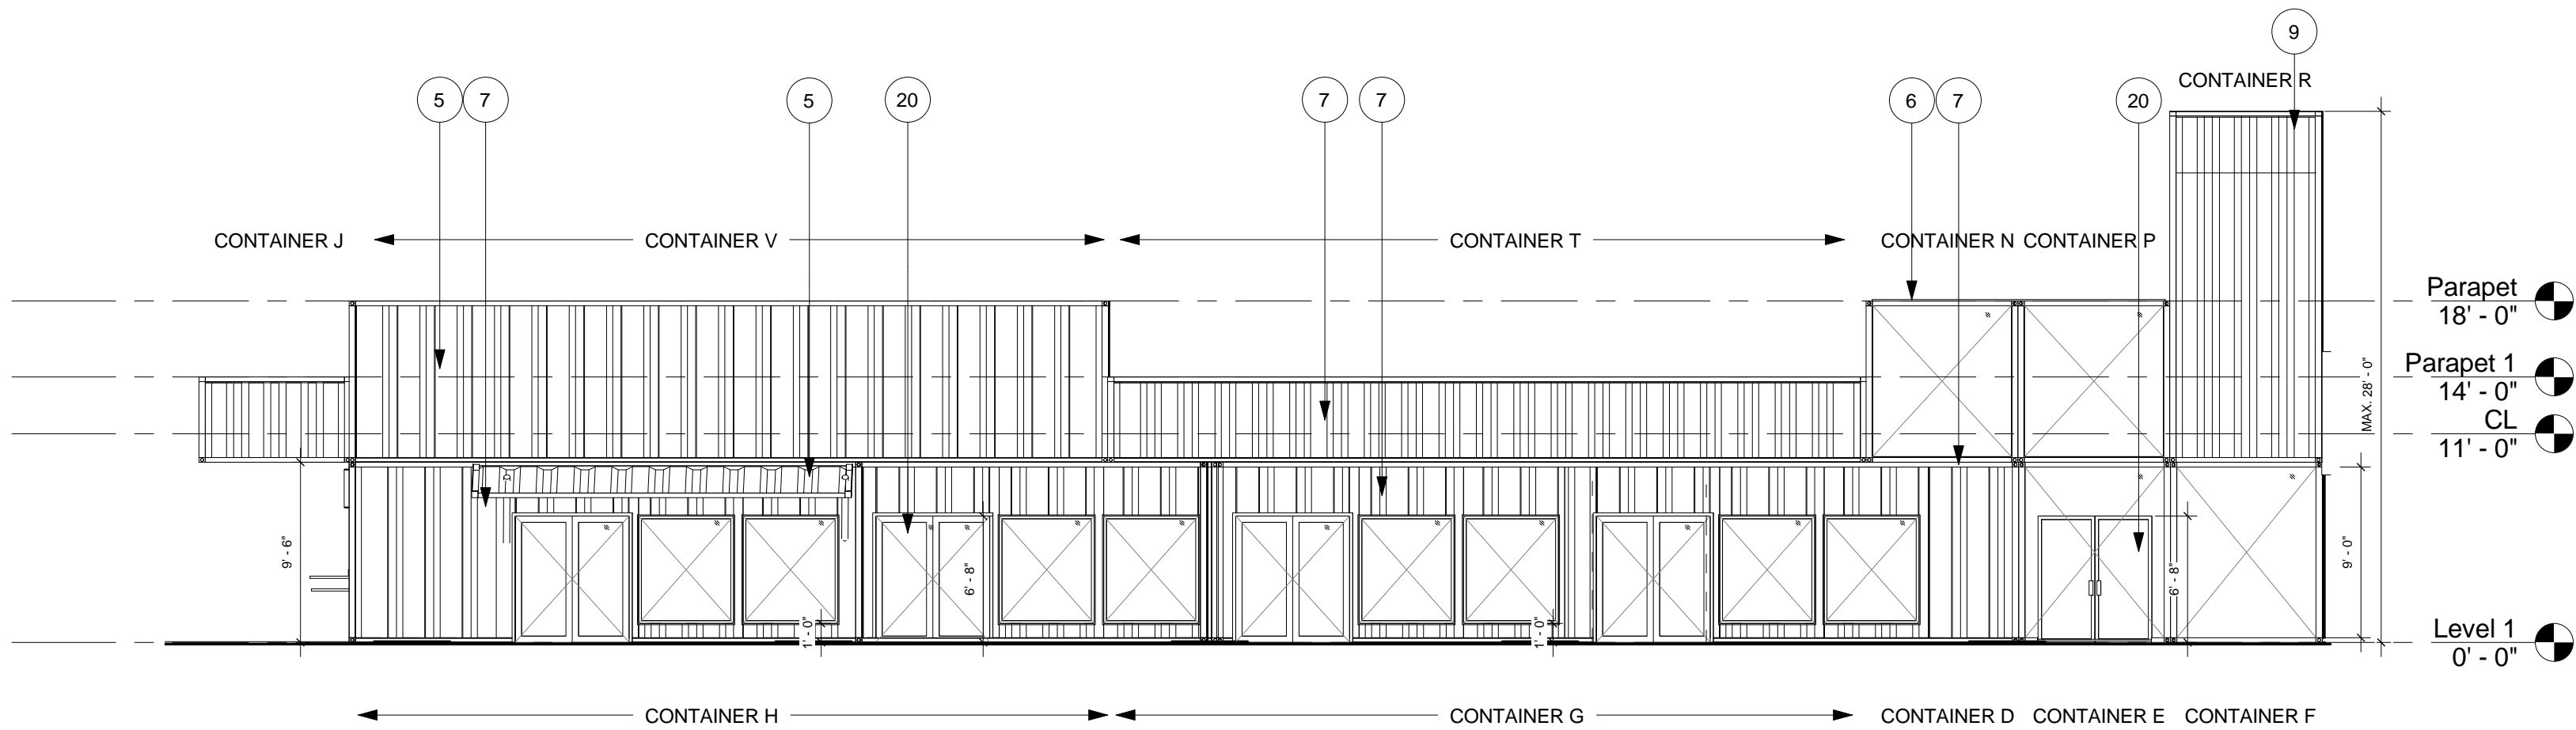 9
CONTAINER R
5 7 5 20 7 7 6 7 20
CONTAINER J CONTAINER V CONTAINER T CONTAINER N CONTAINER P
Parapet
18' - 0"
Parapet 1
14' - 0"
CL
11' - 0"
MAX. 28' - 0"
9' - 6"
1' - 0"
6' - 8"
1' - 0"
6' - 8"
9' - 0"
Level 1
0' - 0"
CONTAINER H CONTAINER G CONTAINER D CONTAINER E CONTAINER F